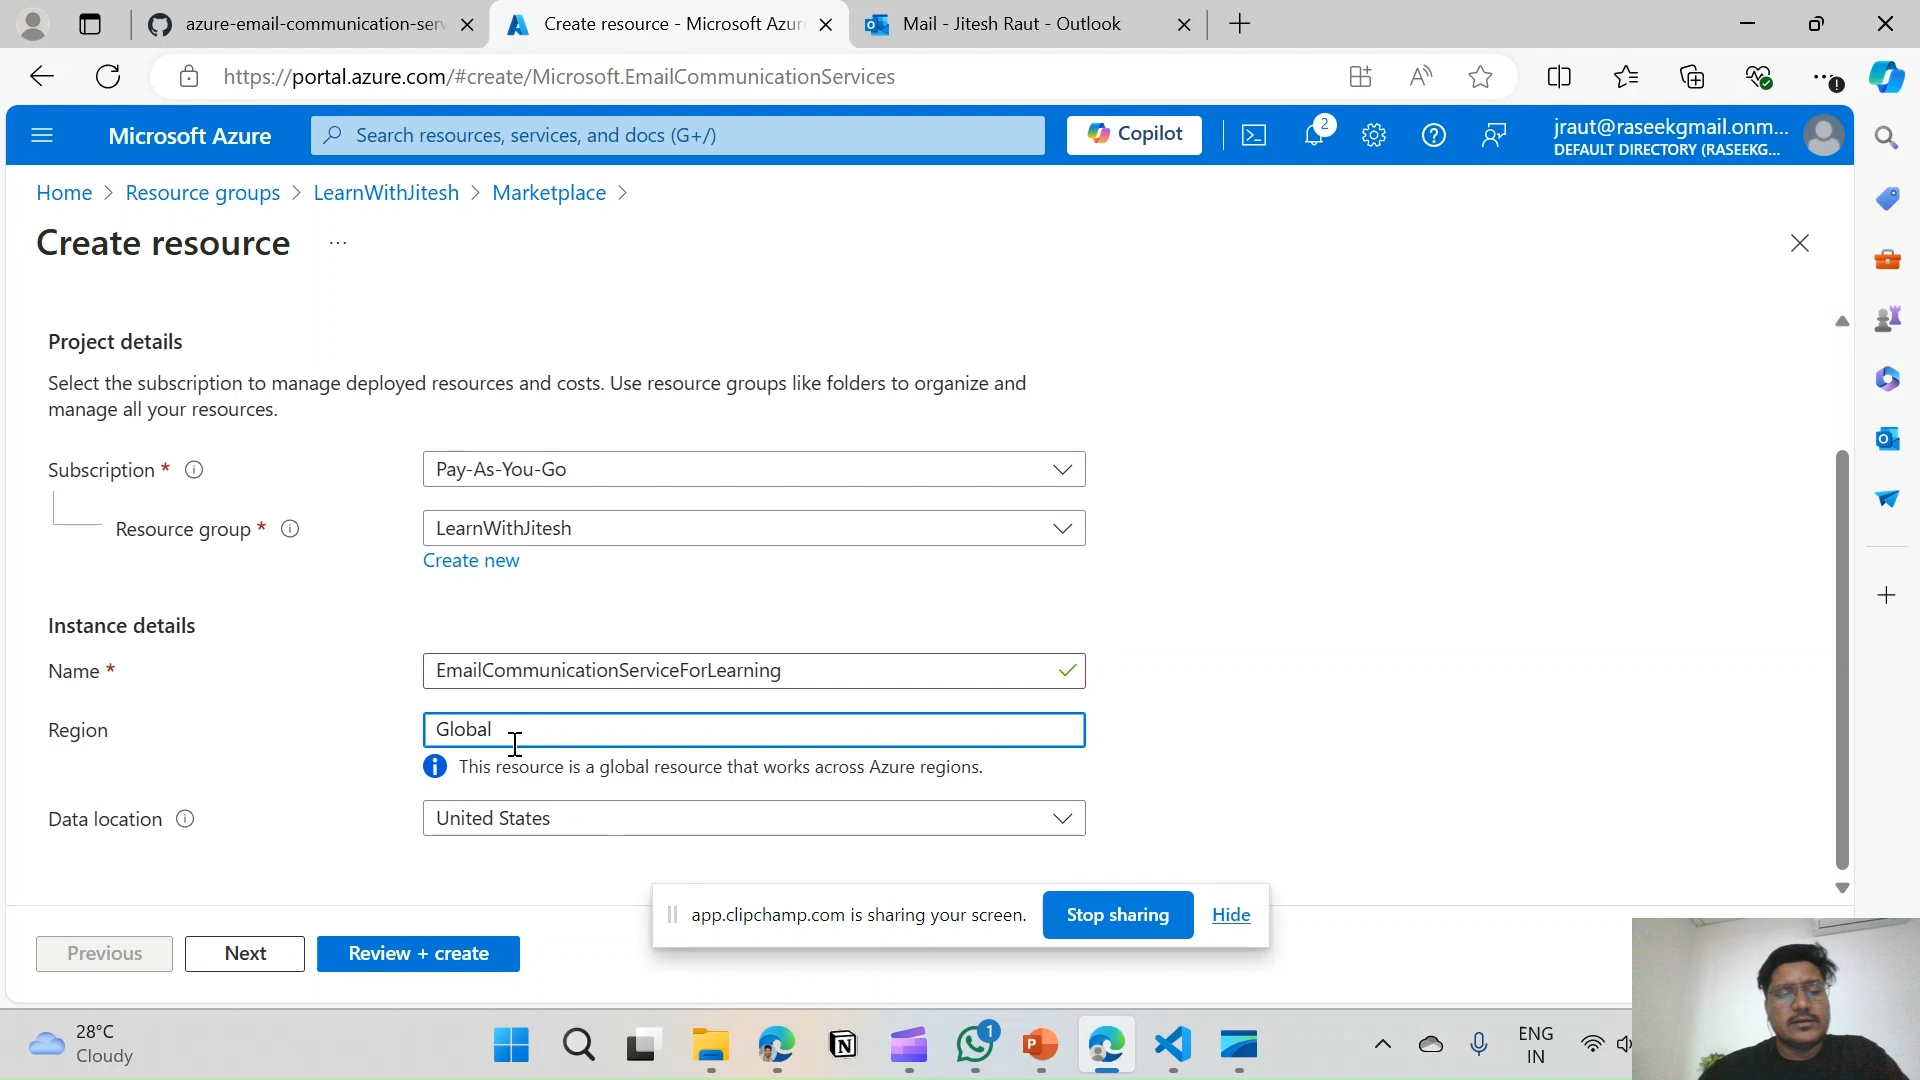 azure-email-communication-serv
Create resource - Microsoft Azur
Mail - Jitesh Raut - Outlook
https://portal.azure.com/#create/Microsoft.EmailCommunicationServices
Microsoft Azure
Search resources, services, and docs (G+/)
Copilot
2
jraut@raseekgmail.onm...
DEFAULT DIRECTORY (RASEEKG...
Home > Resource groups > LearnWithJitesh > Marketplace >
Create resource ...
Project details
Select the subscription to manage deployed resources and costs. Use resource groups like folders to organize and
manage all your resources.
Subscription *
Pay-As-You-Go
Resource group *
LearnWithJitesh
Create new
Instance details
Name *
EmailCommunicationServiceForLearning
Region
Global
This resource is a global resource that works across Azure regions.
Data location
United States
app.clipchamp.com is sharing your screen.
Stop sharing
Hide
Previous
Next
Review + create
28°C
Cloudy
1
ENG
IN